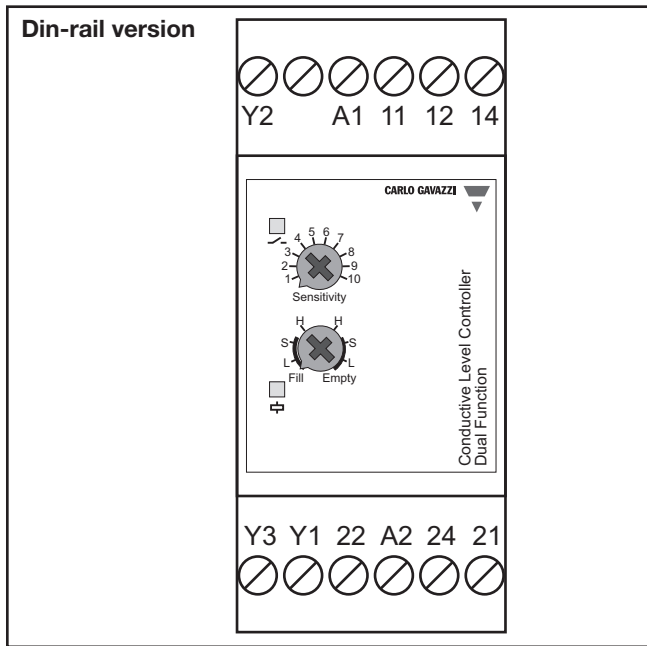 Din-rail version
Y2 A1 11 12 14
CARLO GAVAZZI
1 2 3 4 5 6 7 8 9 10
Sensitivity
H H
S S
L L
Fill Empty
Conductive Level Controller
Dual Function
Y3 Y1 22 A2 24 21